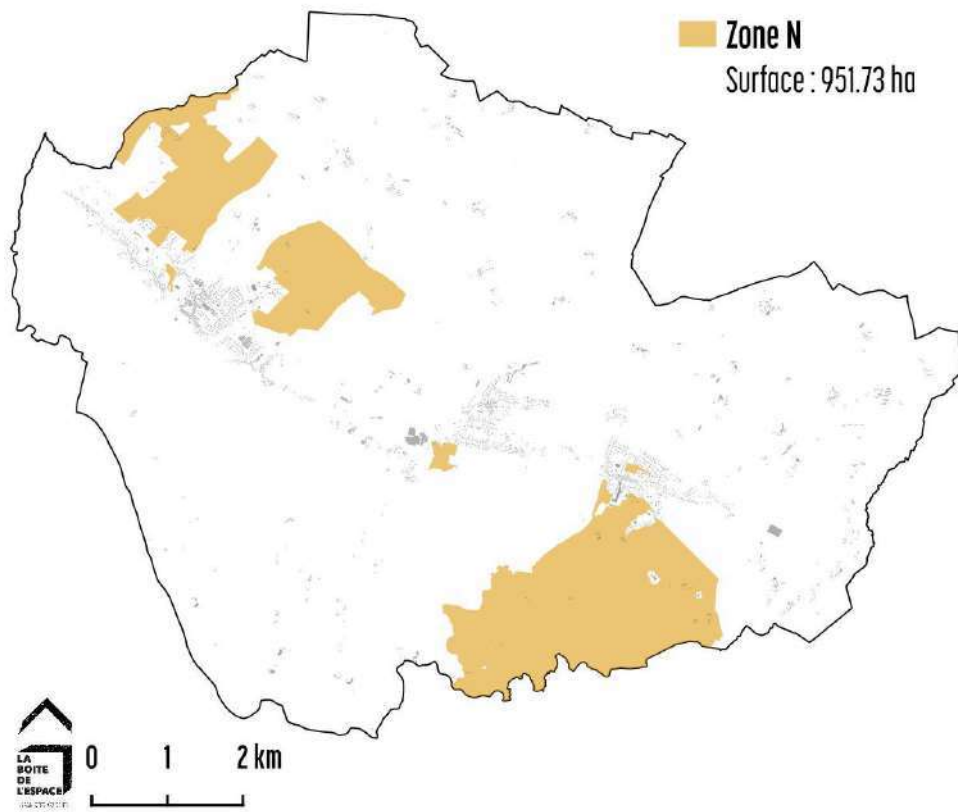 Zone N
Surface : 951.73 ha
LA
BOITE
DE
L'ESPACE
0 1 2 km